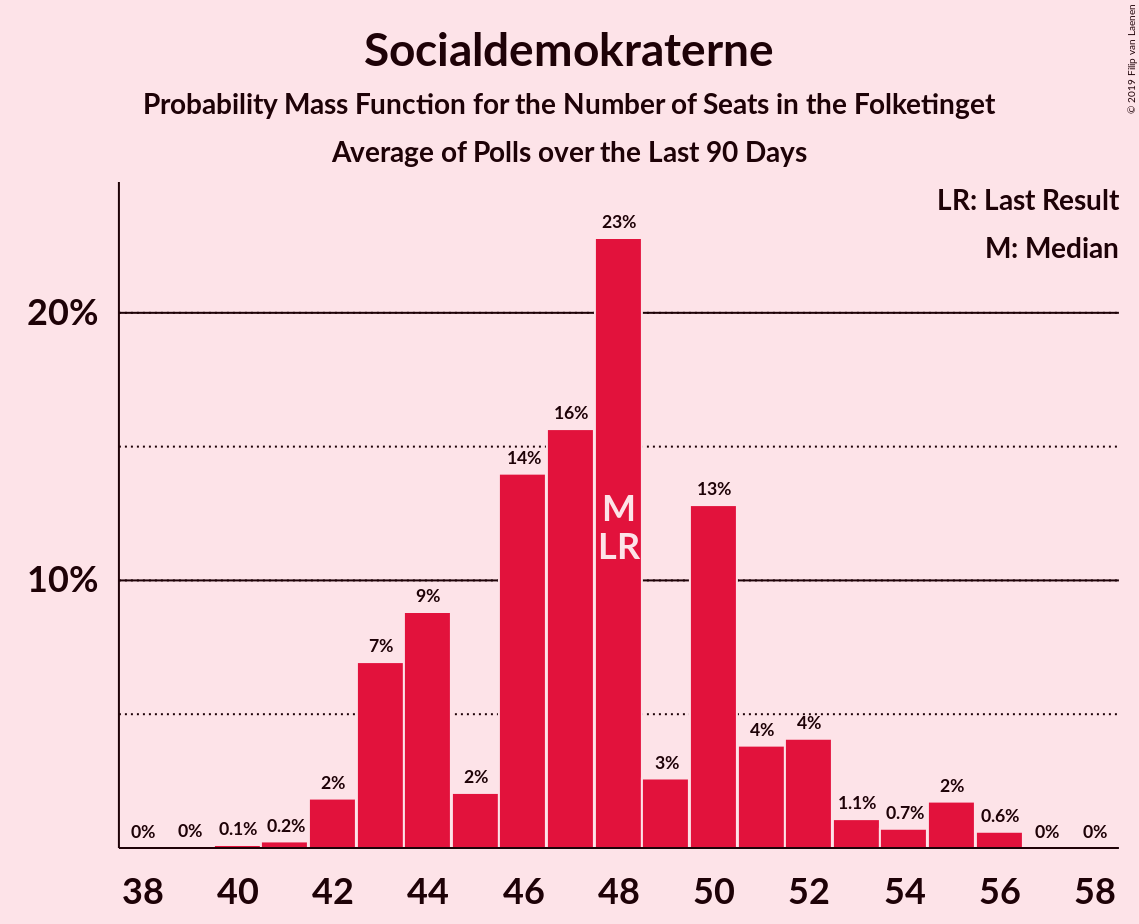 Socialdemokraterne
Probability Mass Function for the Number of Seats in the Folketinget
Average of Polls over the Last 90 Days
© 2019 Filip van Laenen
LR: Last Result
M: Median
20%
10%
0%
0%
0.1%
0.2%
2%
7%
9%
2%
14%
16%
23%
3%
13%
4%
4%
1.1%
0.7%
2%
0.6%
0%
0%
M
LR
38 40 42 44 46 48 50 52 54 56 58